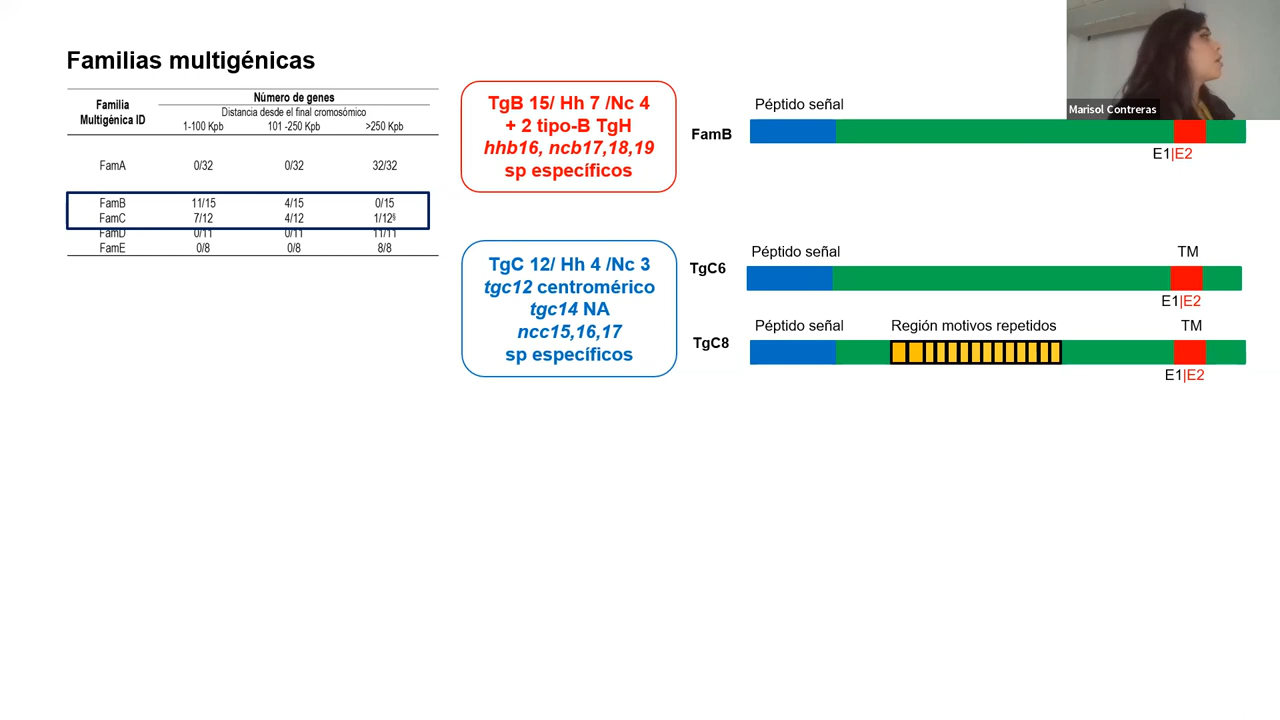 Familias multigénicas
Familia Multigénica ID
Número de genes
Distancia desde el final cromosómico
1-100 Kpb 101 -250 Kpb >250 Kpb
FamA 0/32 0/32 32/32
FamB 11/15 4/15 0/15
FamC 7/12 4/12 1/12§
FamD 0/11 0/11 11/11
FamE 0/8 0/8 8/8
TgB 15/ Hh 7 /Nc 4
+ 2 tipo-B TgH
hhb16, ncb17,18,19
sp específicos
TgC 12/ Hh 4 /Nc 3
tgc12 centromérico
tgc14 NA
ncc15,16,17
sp específicos
Marisol Contreras
Péptido señal
FamB
E1|E2
Péptido señal TM
TgC6
E1|E2
Péptido señal Región motivos repetidos TM
TgC8
E1|E2